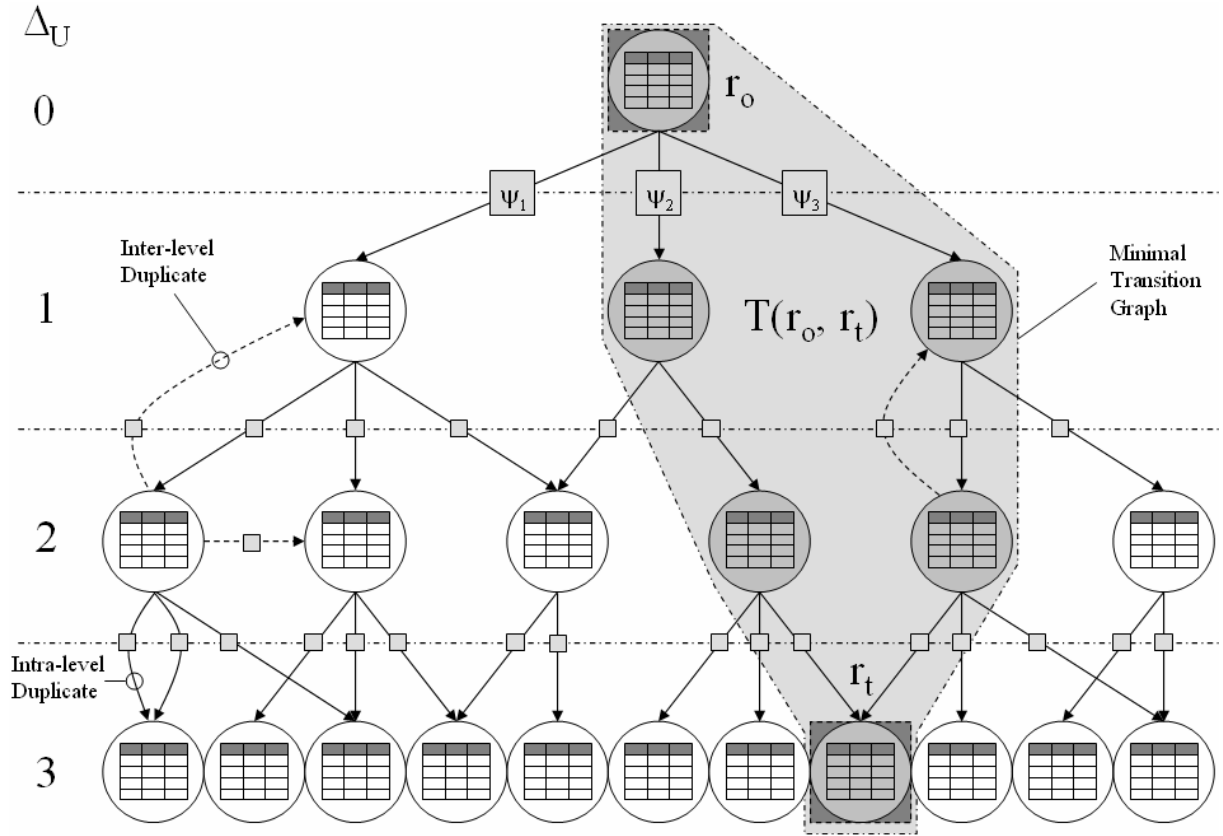 Δ_U
0
r_o
ψ_1
ψ_2
ψ_3
Inter-level
Duplicate
1
T(r_o, r_t)
Minimal
Transition
Graph
2
Intra-level
Duplicate
r_t
3